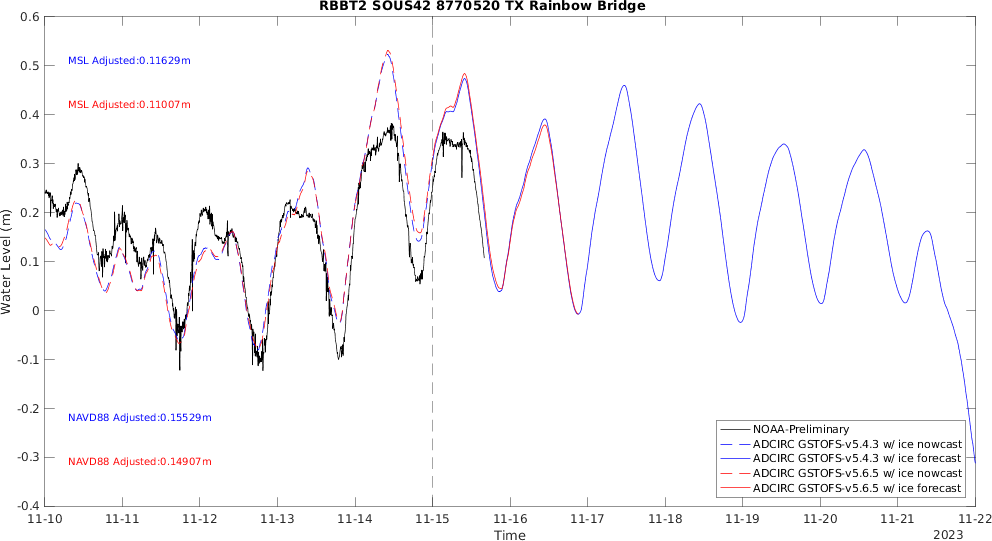 RBBT2 SOUS42 8770520 TX Rainbow Bridge
0.6
0.5
0.4
0.3
0.2
0.1
0
-0.1
-0.2
-0.3
-0.4
Water Level (m)
MSL Adjusted:0.11629m
MSL Adjusted:0.11007m
NAVD88 Adjusted:0.15529m
NAVD88 Adjusted:0.14907m
NOAA-Preliminary
ADCIRC GSTOFS-v5.4.3 w/ ice nowcast
ADCIRC GSTOFS-v5.4.3 w/ ice forecast
ADCIRC GSTOFS-v5.6.5 w/ ice nowcast
ADCIRC GSTOFS-v5.6.5 w/ ice forecast
11-10 11-11 11-12 11-13 11-14 11-15 11-16 11-17 11-18 11-19 11-20 11-21 11-22
Time
2023